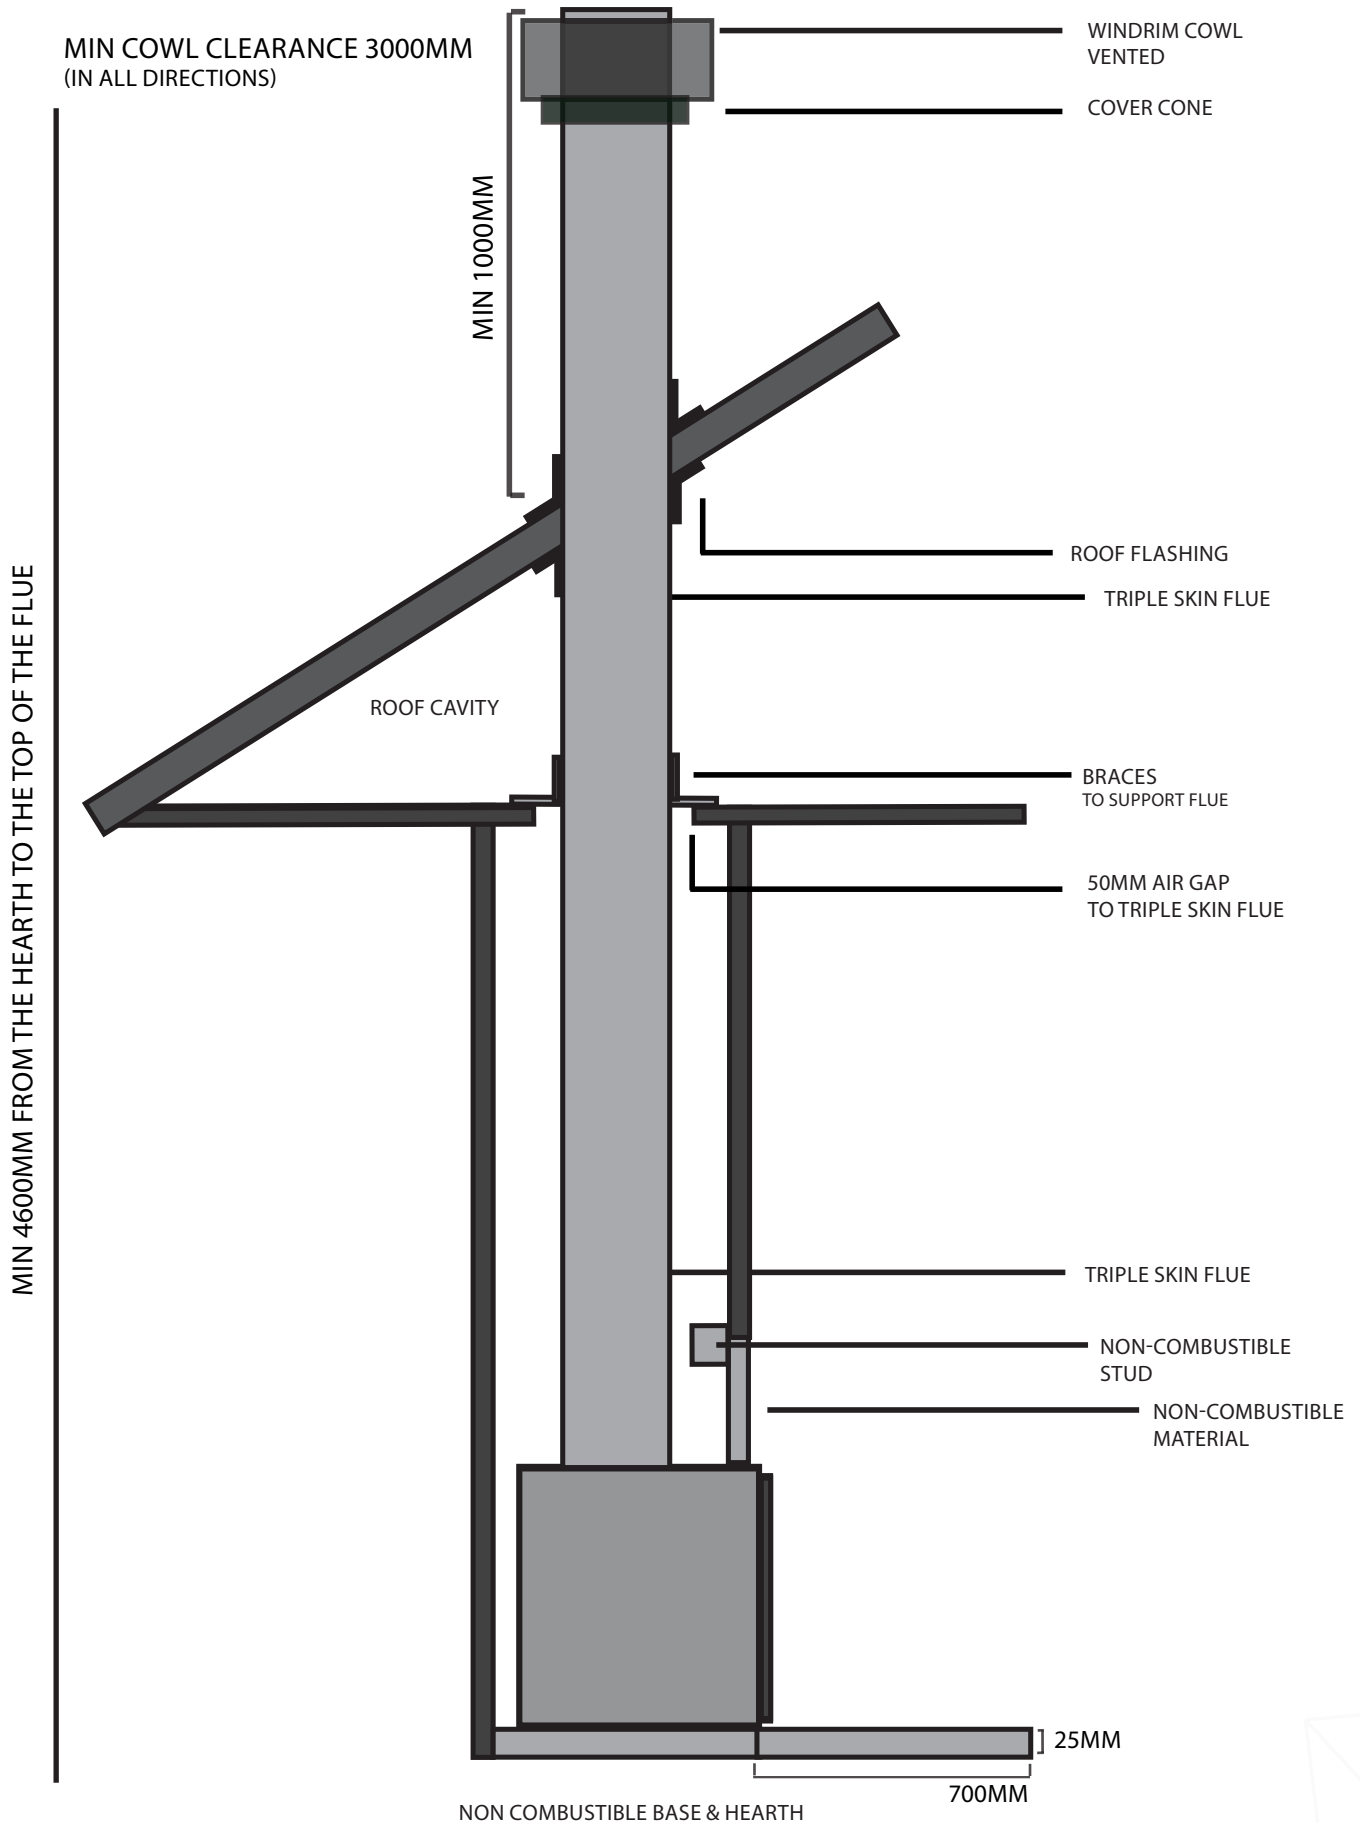 MIN COWL CLEARANCE 3000MM
(IN ALL DIRECTIONS)
WINDRIM COWL
VENTED
COVER CONE
MIN 1000MM
ROOF FLASHING
TRIPLE SKIN FLUE
ROOF CAVITY
BRACES
TO SUPPORT FLUE
50MM AIR GAP
TO TRIPLE SKIN FLUE
MIN 4600MM FROM THE HEARTH TO THE TOP OF THE FLUE
TRIPLE SKIN FLUE
NON-COMBUSTIBLE
STUD
NON-COMBUSTIBLE
MATERIAL
25MM
700MM
NON COMBUSTIBLE BASE & HEARTH